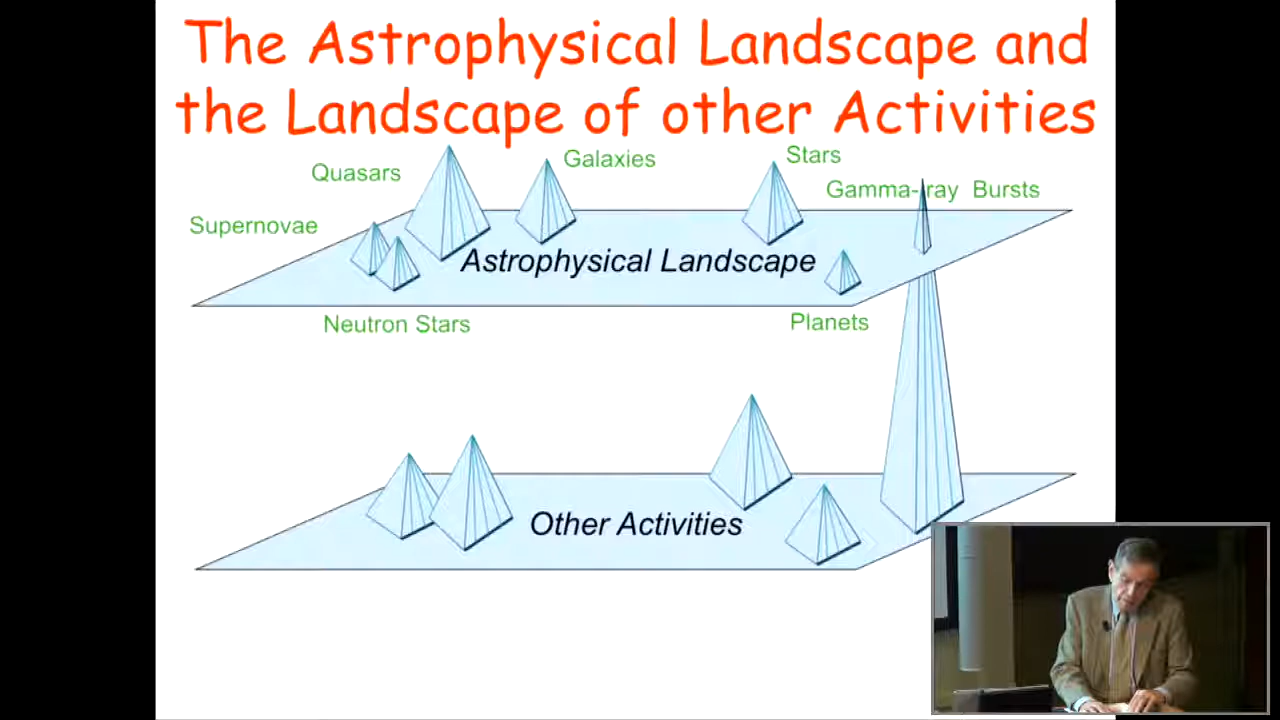 The Astrophysical Landscape and
the Landscape of other Activities
Quasars
Galaxies
Stars
Gamma-ray Bursts
Supernovae
Astrophysical Landscape
Neutron Stars
Planets
Other Activities